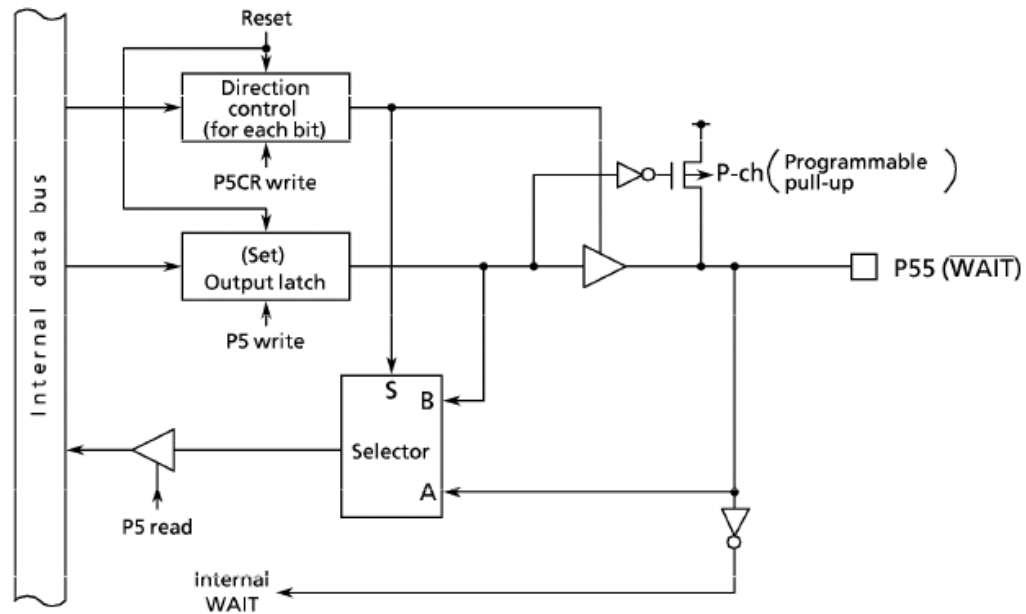 Reset
Direction
control
(for each bit)
P5CR write
Internal data bus
(Set)
Output latch
P5 write
P-ch (Programmable
pull-up)
P55 (W̅A̅I̅T̅)
S
B
Selector
A
P5 read
internal
WAIT